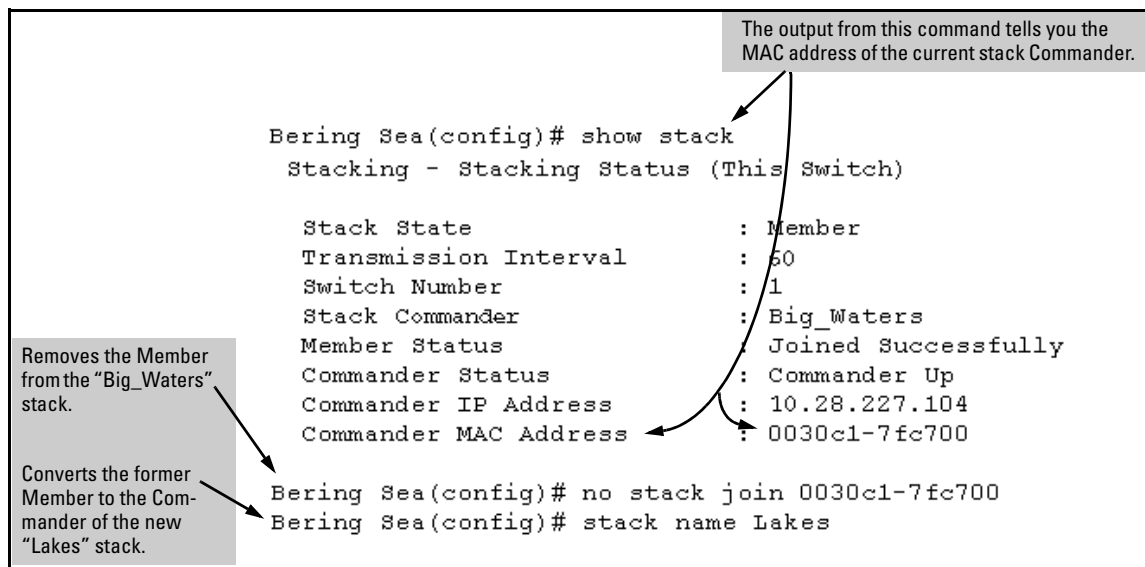 The output from this command tells you the
MAC address of the current stack Commander.
Bering Sea(config)# show stack
Stacking - Stacking Status (This Switch)
Stack State : Member
Transmission Interval : 60
Switch Number : 1
Stack Commander : Big_Waters
Member Status : Joined Successfully
Commander Status : Commander Up
Commander IP Address : 10.28.227.104
Commander MAC Address : 0030c1-7fc700
Removes the Member
from the “Big_Waters”
stack.
Converts the former
Member to the Com-
mander of the new
“Lakes” stack.
Bering Sea(config)# no stack join 0030c1-7fc700
Bering Sea(config)# stack name Lakes